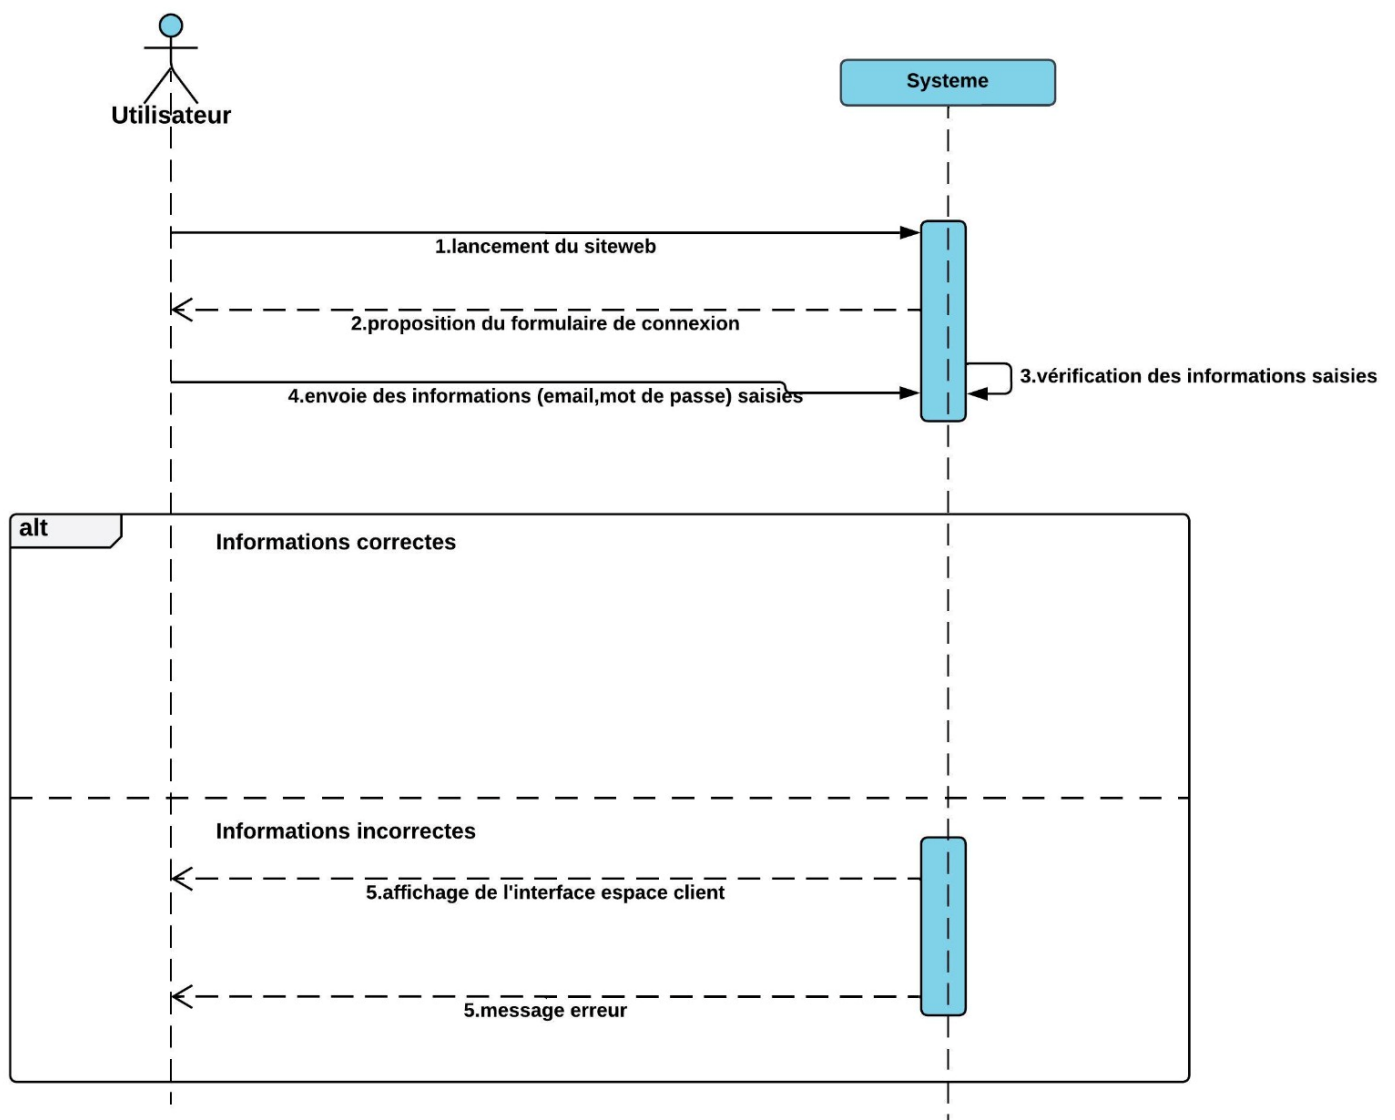 Utilisateur
Systeme
1.lancement du siteweb
2.proposition du formulaire de connexion
3.vérification des informations saisies
4.envoie des informations (email,mot de passe) saisies
alt
Informations correctes
Informations incorrectes
5.affichage de l'interface espace client
5.message erreur